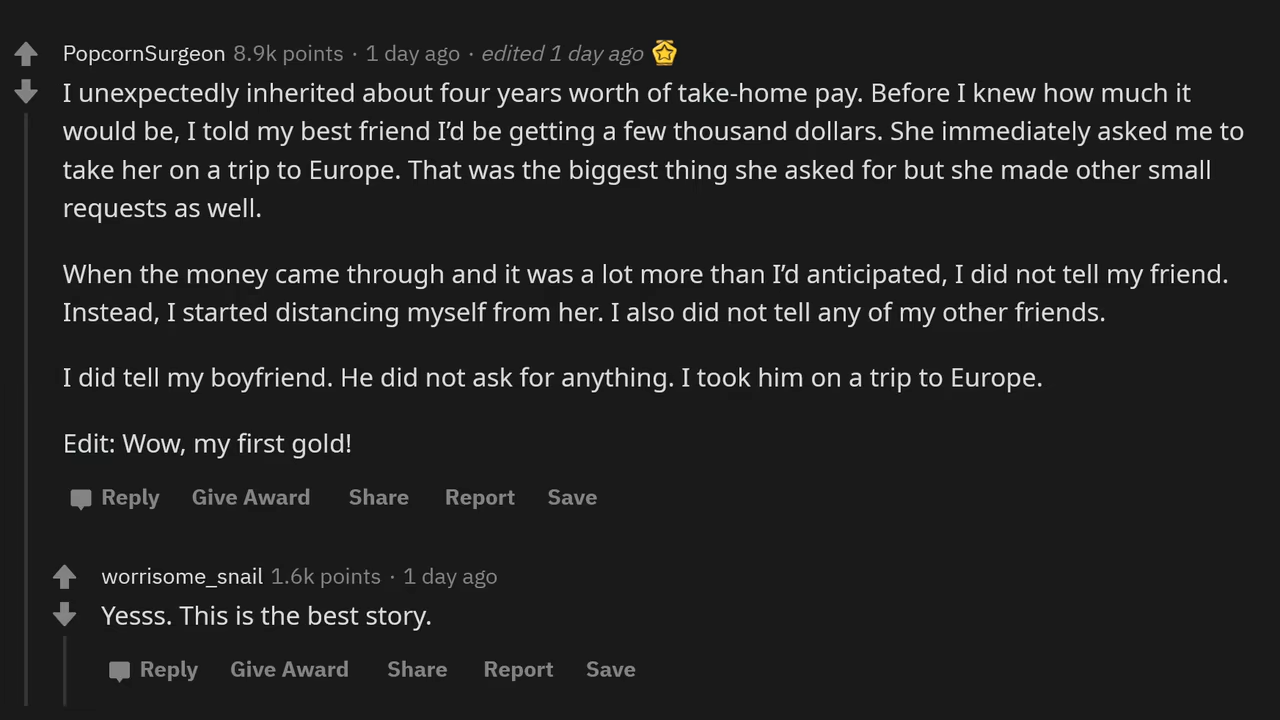 PopcornSurgeon 8.9k points · 1 day ago · edited 1 day ago
I unexpectedly inherited about four years worth of take-home pay. Before I knew how much it
would be, I told my best friend I’d be getting a few thousand dollars. She immediately asked me to
take her on a trip to Europe. That was the biggest thing she asked for but she made other small
requests as well.
When the money came through and it was a lot more than I’d anticipated, I did not tell my friend.
Instead, I started distancing myself from her. I also did not tell any of my other friends.
I did tell my boyfriend. He did not ask for anything. I took him on a trip to Europe.
Edit: Wow, my first gold!
Reply Give Award Share Report Save
worrisome_snail 1.6k points · 1 day ago
Yesss. This is the best story.
Reply Give Award Share Report Save